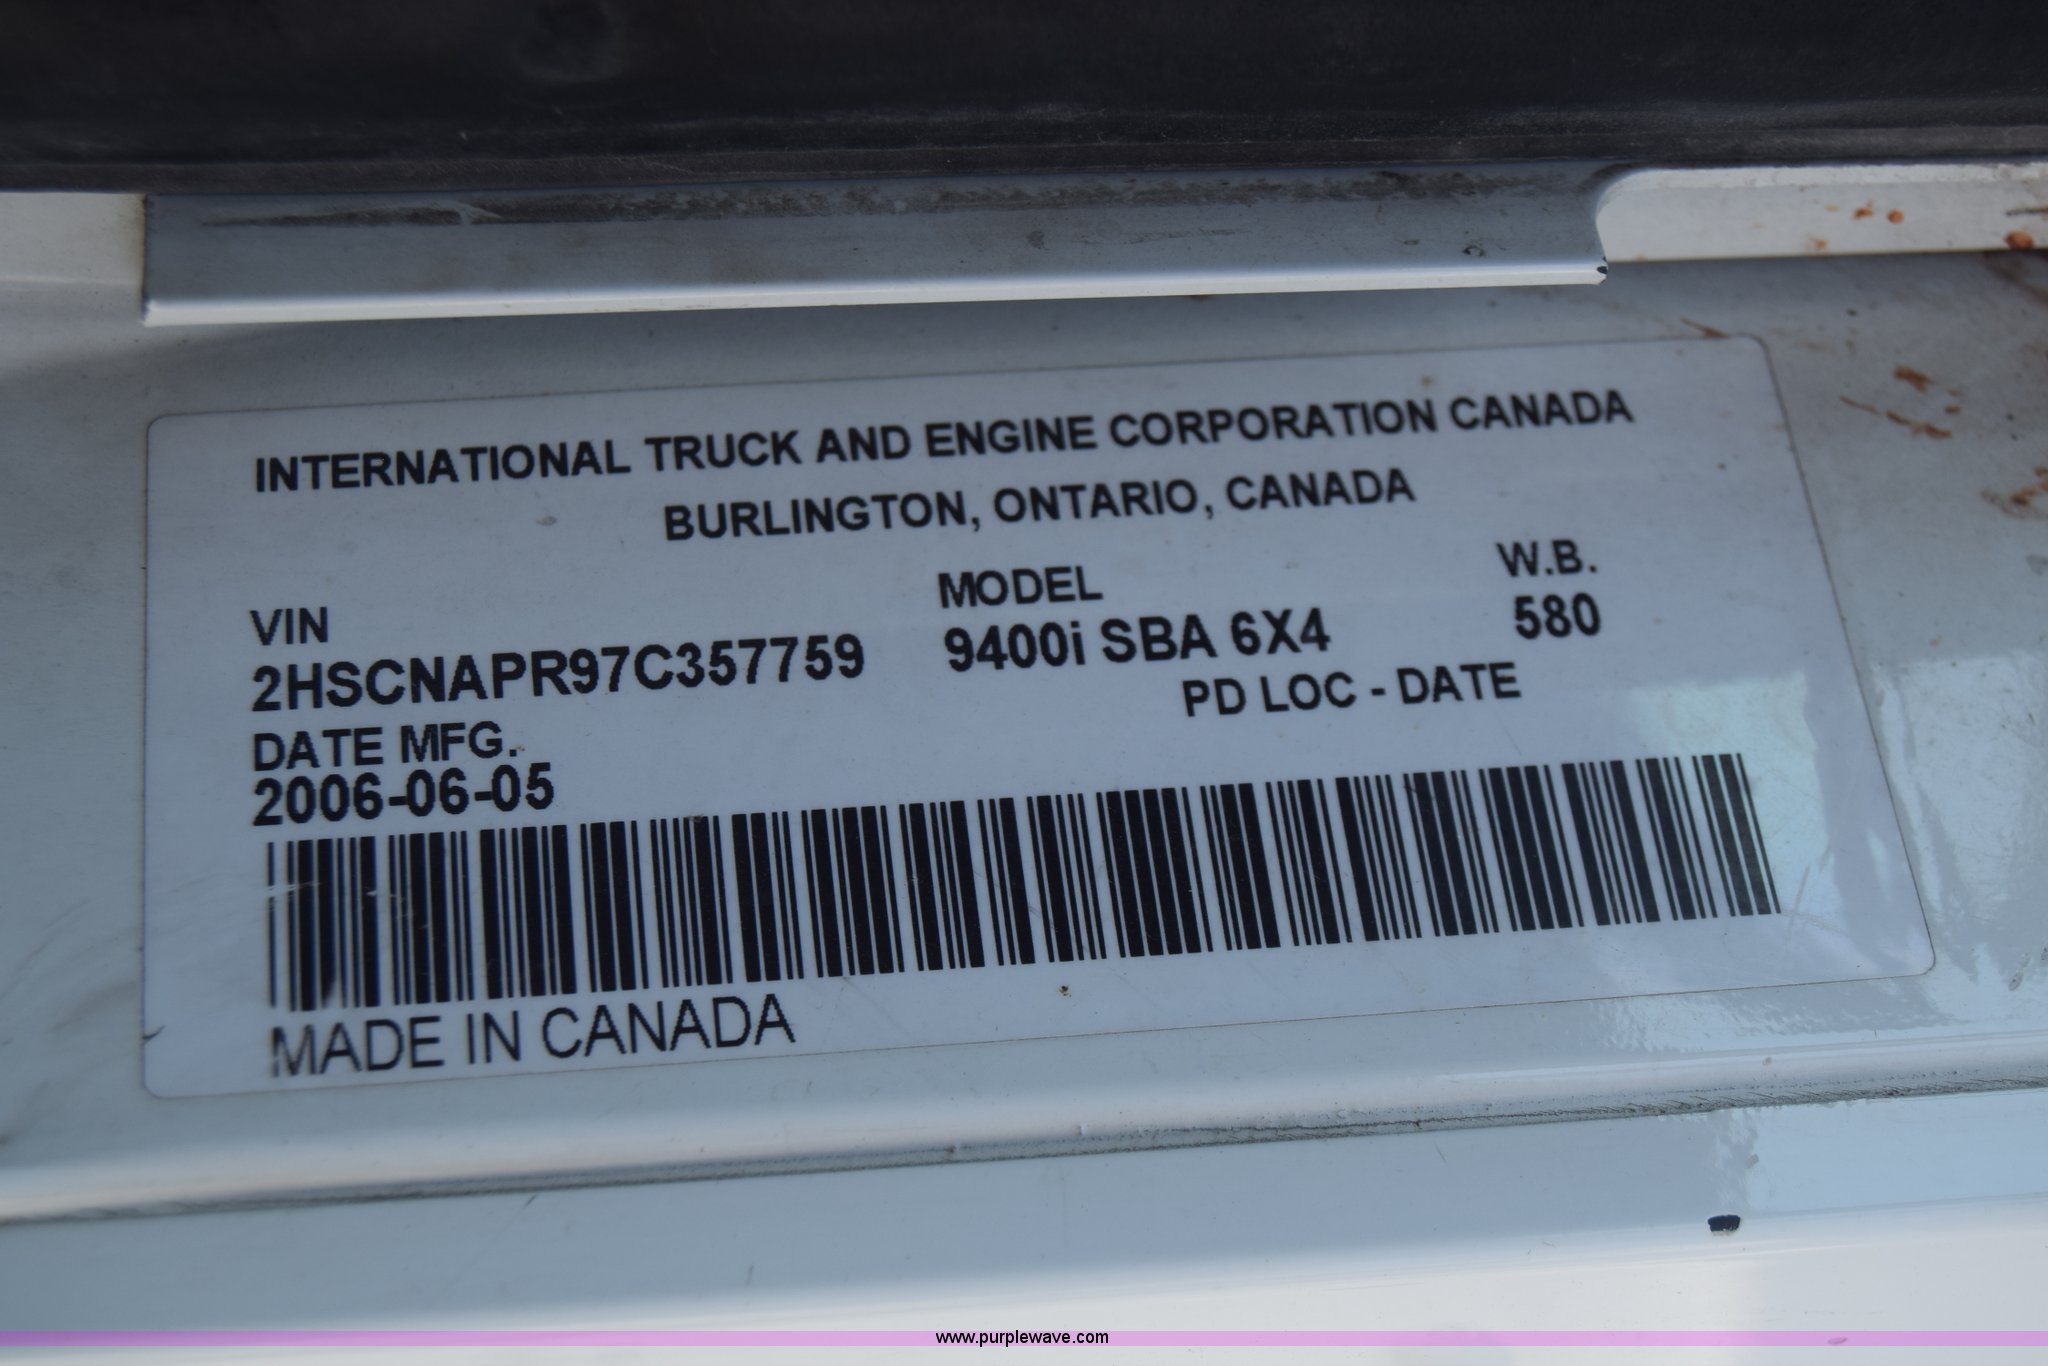 INTERNATIONAL TRUCK AND ENGINE CORPORATION CANADA
BURLINGTON, ONTARIO, CANADA
VIN MODEL W.B.
2HSCNAPR97C357759 9400i SBA 6X4 580
DATE MFG. PD LOC - DATE
2006-06-05
MADE IN CANADA
www.purplewave.com